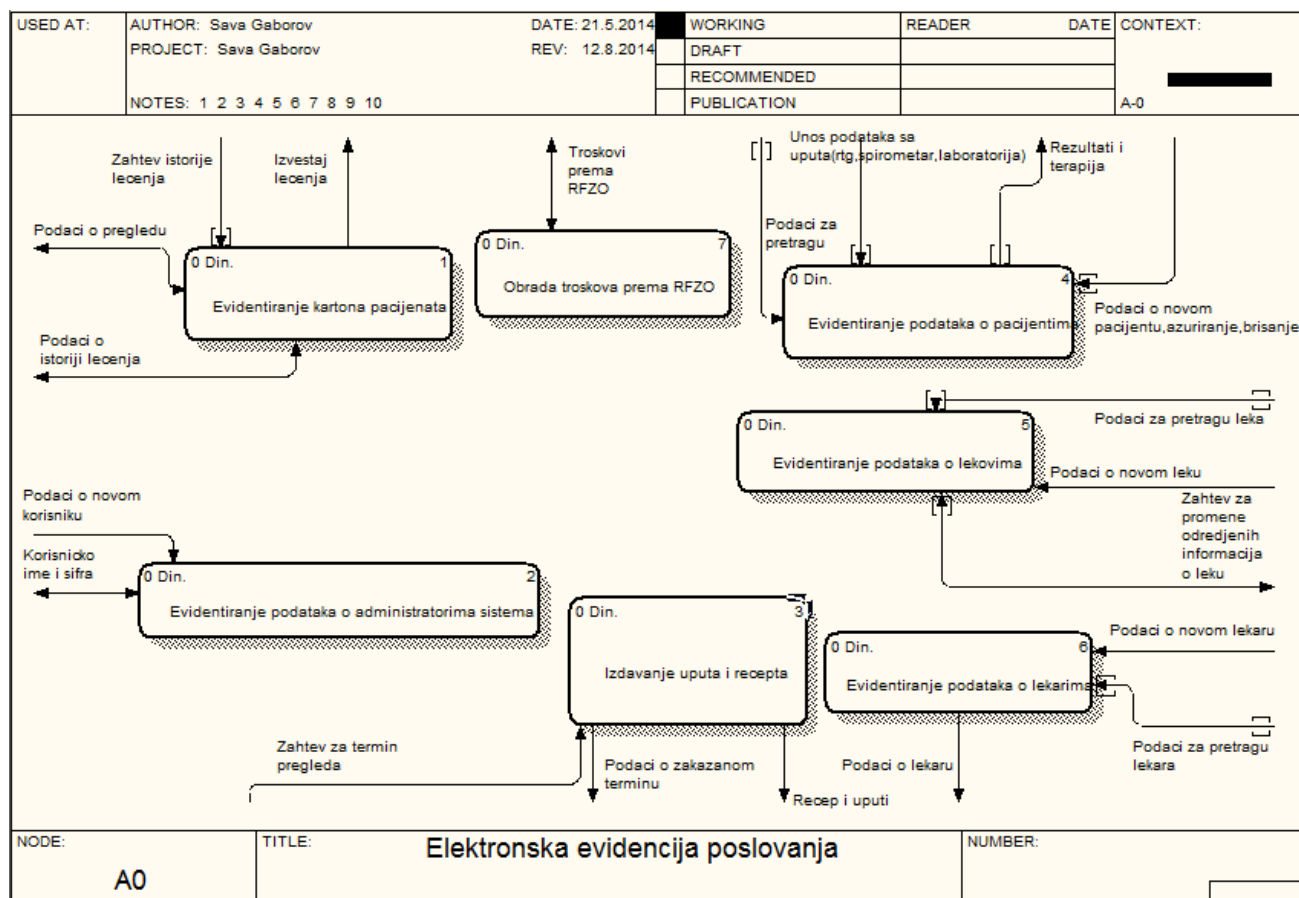 USED AT:
AUTHOR: Sava Gaborov
DATE: 21.5.2014
WORKING
READER
DATE
CONTEXT:
PROJECT: Sava Gaborov
REV: 12.8.2014
DRAFT
RECOMMENDED
NOTES: 1 2 3 4 5 6 7 8 9 10
PUBLICATION
A-0
Zahtev istorije
lecenja
Izvestaj
lecenja
Troskovi
prema
RFZO
Unos podataka sa
uputa(rtg,spirometar,laboratorija)
Rezultati i
terapija
Podaci o pregledu
Podaci za
pretragu
0 Din.
1
Evidentiranje kartona pacijenata
0 Din.
7
Obrada troskova prema RFZO
0 Din.
4
Evidentiranje podataka o pacijentima
Podaci o novom
pacijentu,azuriranje,brisanje
Podaci o
istoriji lecenja
Podaci za pretragu leka
0 Din.
5
Evidentiranje podataka o lekovima
Podaci o novom leku
Zahtev za
promene
odredjenih
informacija
o leku
Podaci o novom
korisniku
Korisnicko
ime i sifra
0 Din.
2
Evidentiranje podataka o administratorima sistema
0 Din.
3
Izdavanje uputa i recepta
0 Din.
6
Evidentiranje podataka o lekarima
Podaci o novom lekaru
Podaci za pretragu
lekara
Zahtev za termin
pregleda
Podaci o zakazanom
terminu
Recep i uputi
Podaci o lekaru
NODE:
A0
TITLE:
Elektronska evidencija poslovanja
NUMBER: